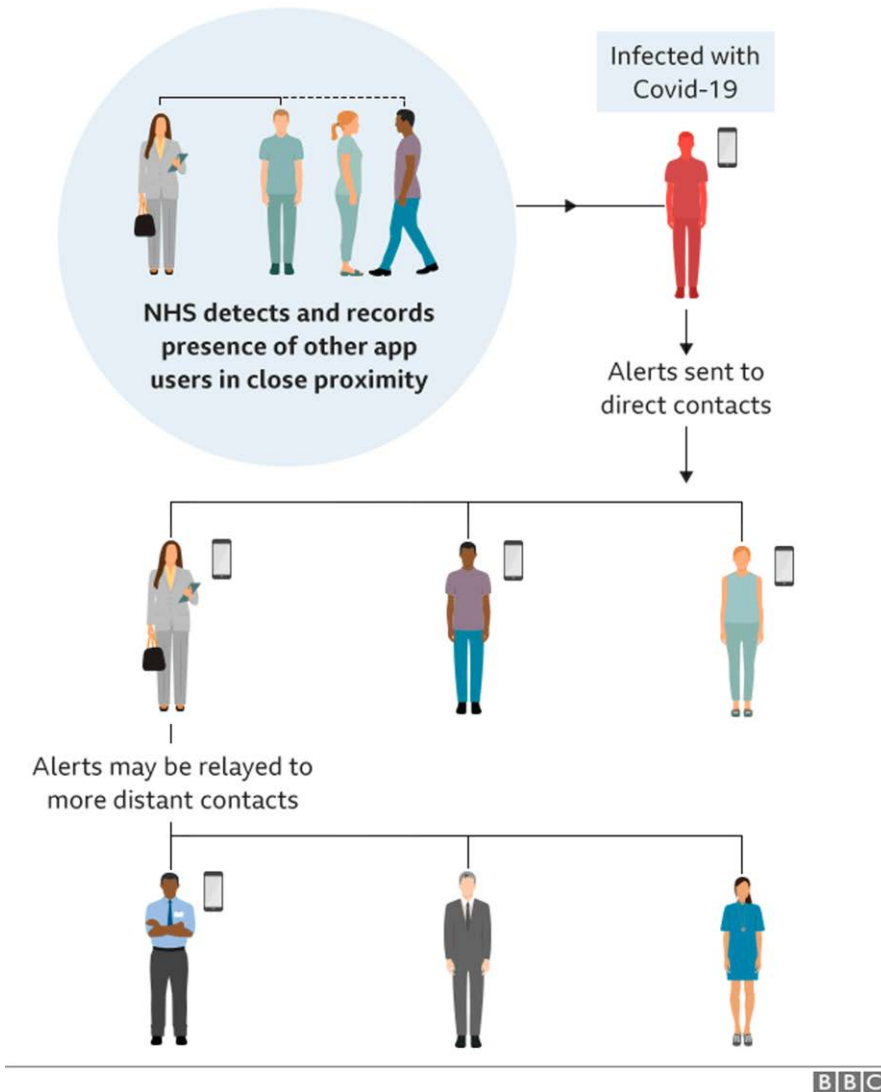 Infected with
Covid-19
NHS detects and records
presence of other app
users in close proximity
Alerts sent to
direct contacts
Alerts may be relayed to
more distant contacts
BBC